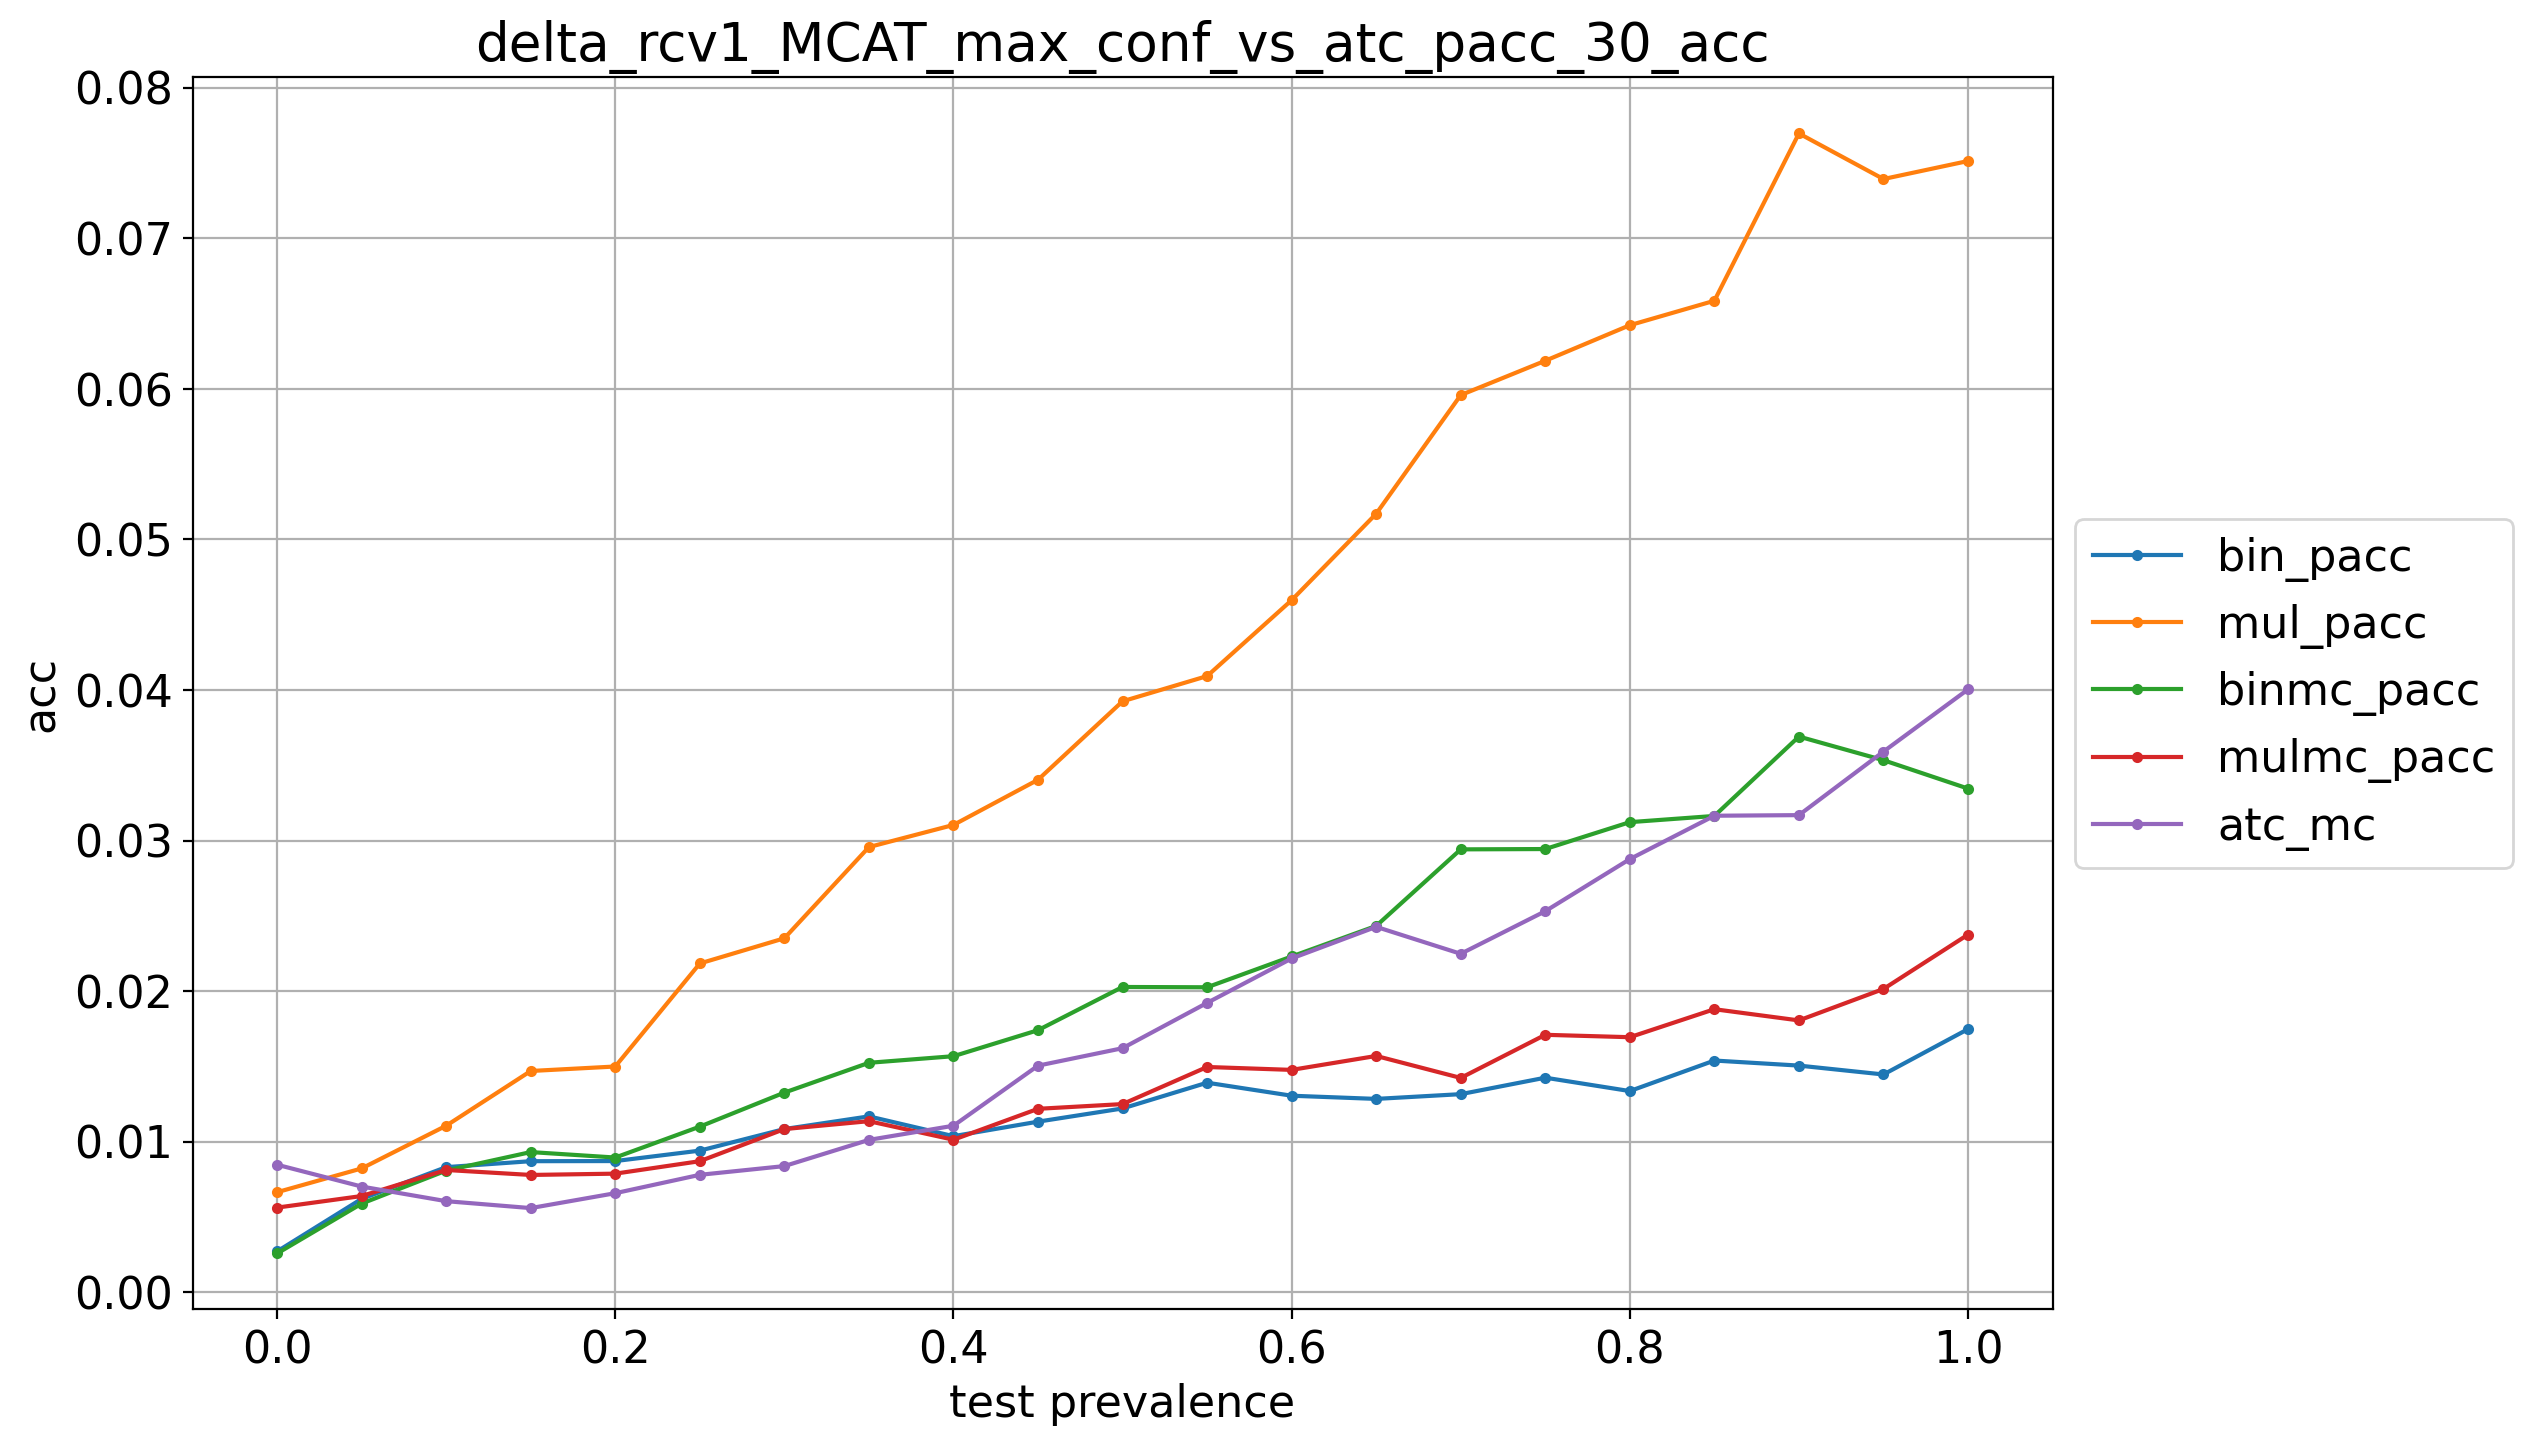 delta_rcv1_MCAT_max_conf_vs_atc_pacc_30_acc
0.08
0.07
0.06
0.05
0.04
0.03
0.02
0.01
0.00
acc
0.0 0.2 0.4 0.6 0.8 1.0
test prevalence
bin_pacc
mul_pacc
binmc_pacc
mulmc_pacc
atc_mc